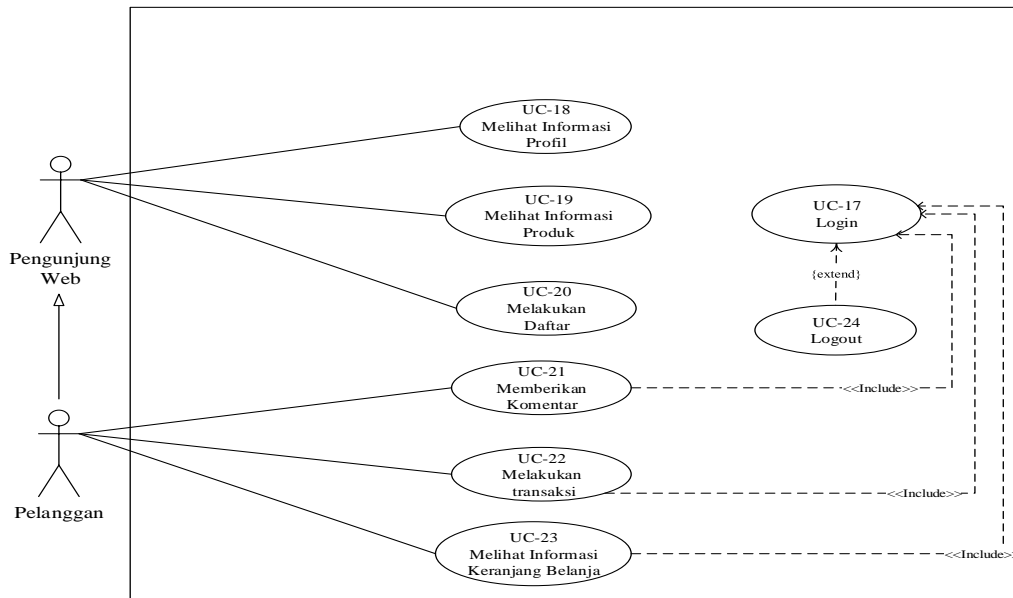 UC-18
Melihat Informasi
Profil
UC-19
Melihat Informasi
Produk
UC-17
Login
Pengunjung
Web
{extend}
UC-20
Melakukan
Daftar
UC-24
Logout
UC-21
Memberikan
Komentar
<<Include>>
UC-22
Melakukan
transaksi
<<Include>>
Pelanggan
UC-23
Melihat Informasi
Keranjang Belanja
<<Include>>